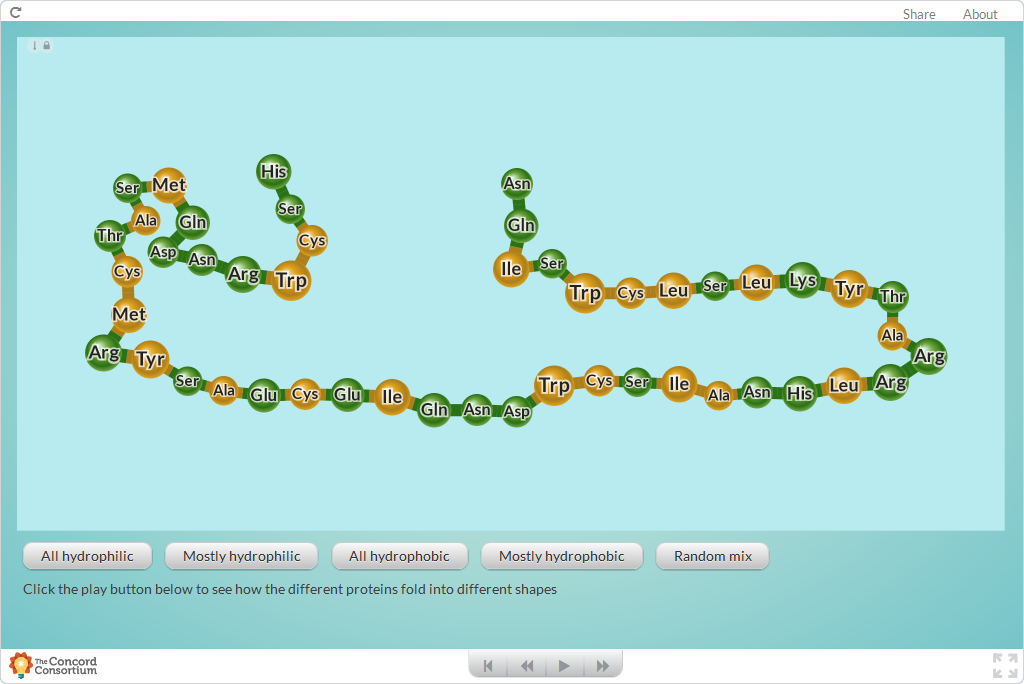 Share About
His
Ser Met
Asn
Ser
Ala Gln
Gln
Thr
Cys
Asp Asn
Ser
Cys Arg Trp
Ile
Trp Cys Leu Ser Leu Lys Tyr Thr
Met
Ala
Arg Tyr
Arg
Ser Ala Glu Cys Glu Ile Gln Asn Asp Trp Cys Ser Ile Ala Asn His Leu Arg
All hydrophilic Mostly hydrophilic All hydrophobic Mostly hydrophobic Random mix
Click the play button below to see how the different proteins fold into different shapes
The Concord
Consortium